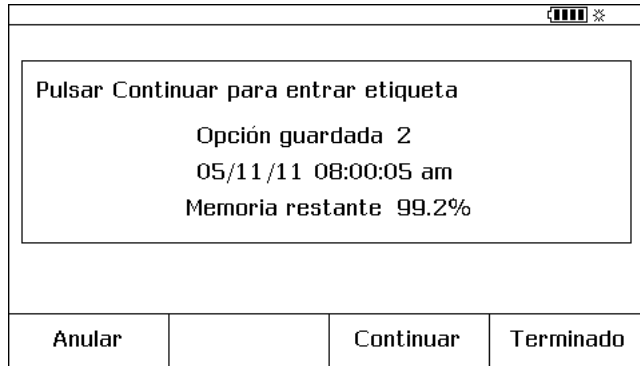 Pulsar Continuar para entrar etiqueta
Opción guardada 2
05/11/11 08:00:05 am
Memoria restante 99.2%
Anular Continuar Terminado